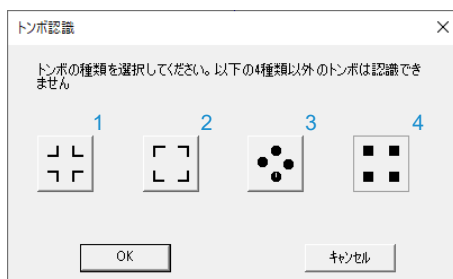 トンボ認識
トンボの種類を選択してください。以下の4種類以外のトンボは認識でき
ません
1 2 3 4
OK キャンセル